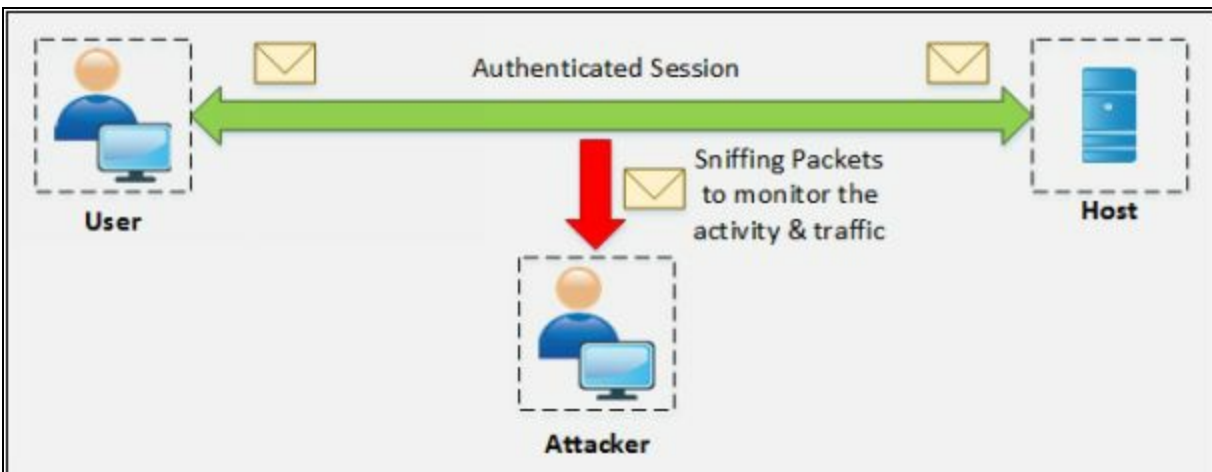 Authenticated Session
Sniffing Packets
to monitor the
activity & traffic
User
Host
Attacker